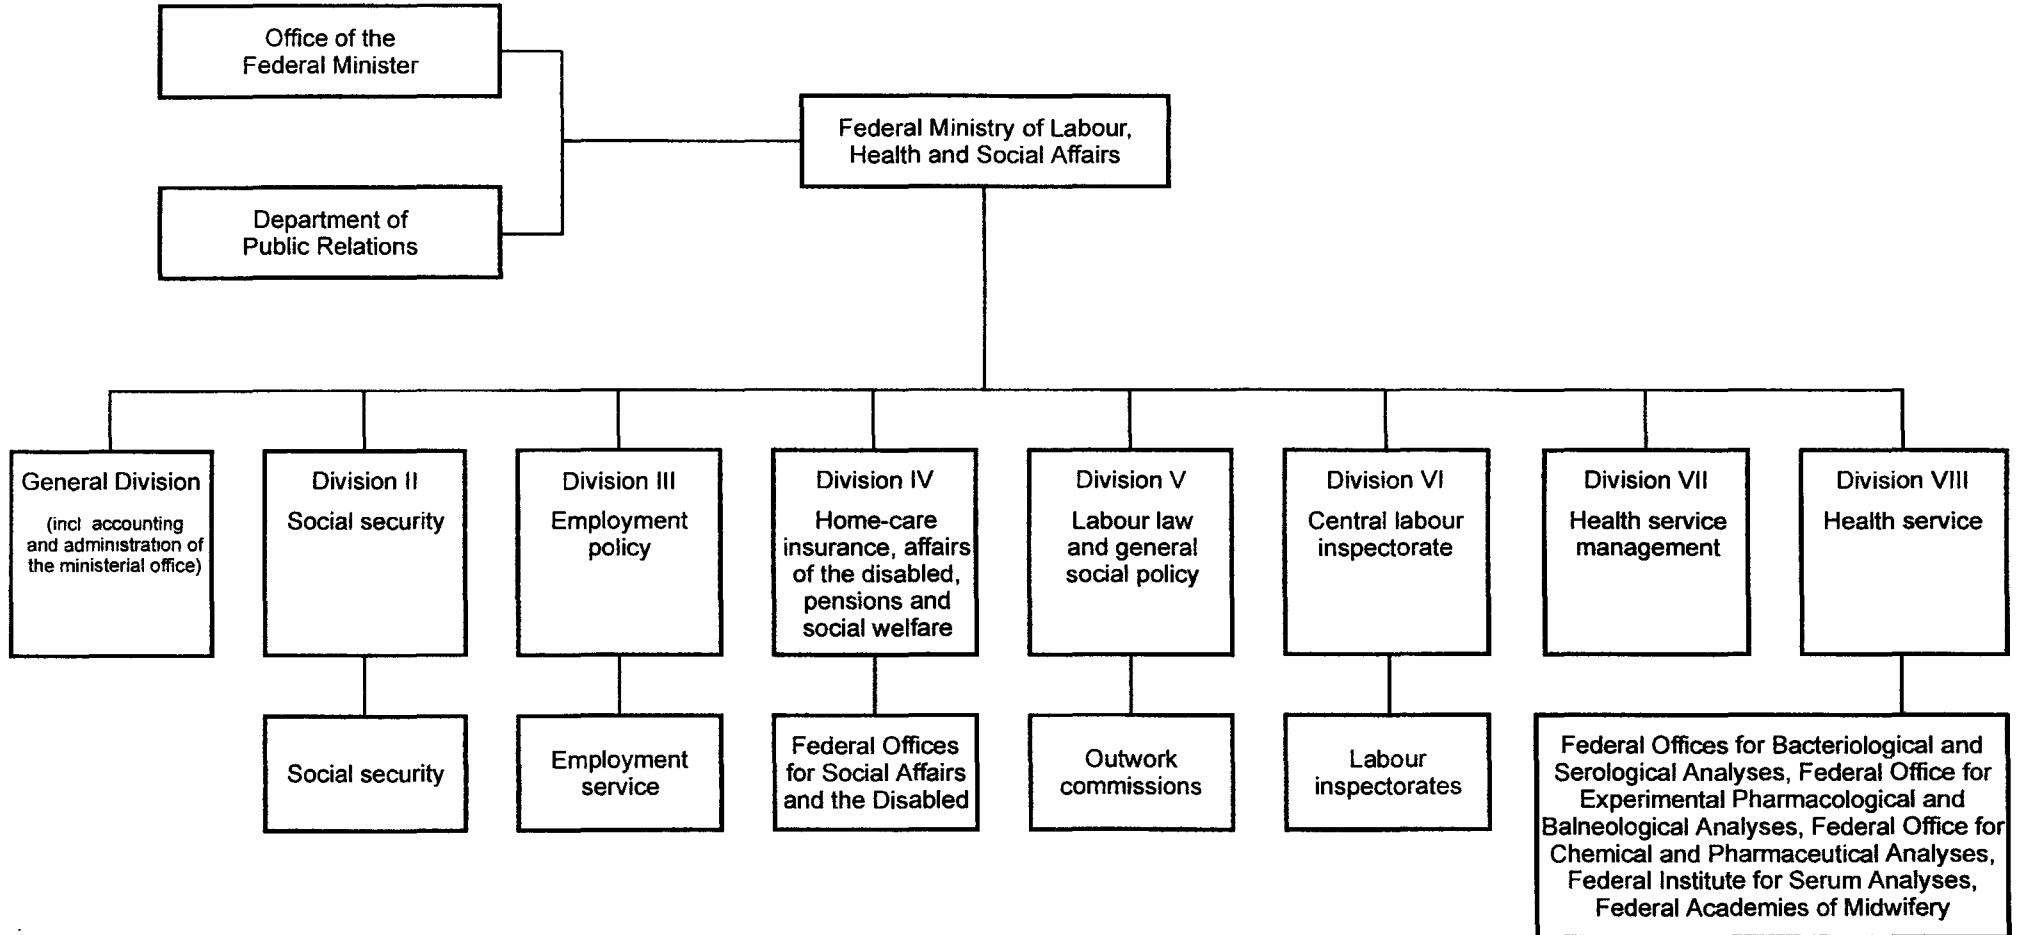 Office of the
Federal Minister
Federal Ministry of Labour,
Health and Social Affairs
Department of
Public Relations
General Division
(incl accounting
and administration of
the ministerial office)
Division II
Social security
Division III
Employment
policy
Division IV
Home-care
insurance, affairs
of the disabled,
pensions and
social welfare
Division V
Labour law
and general
social policy
Division VI
Central labour
inspectorate
Division VII
Health service
management
Division VIII
Health service
Social security
Employment
service
Federal Offices
for Social Affairs
and the Disabled
Outwork
commissions
Labour
inspectorates
Federal Offices for Bacteriological and
Serological Analyses, Federal Office for
Experimental Pharmacological and
Balneological Analyses, Federal Office for
Chemical and Pharmaceutical Analyses,
Federal Institute for Serum Analyses,
Federal Academies of Midwifery